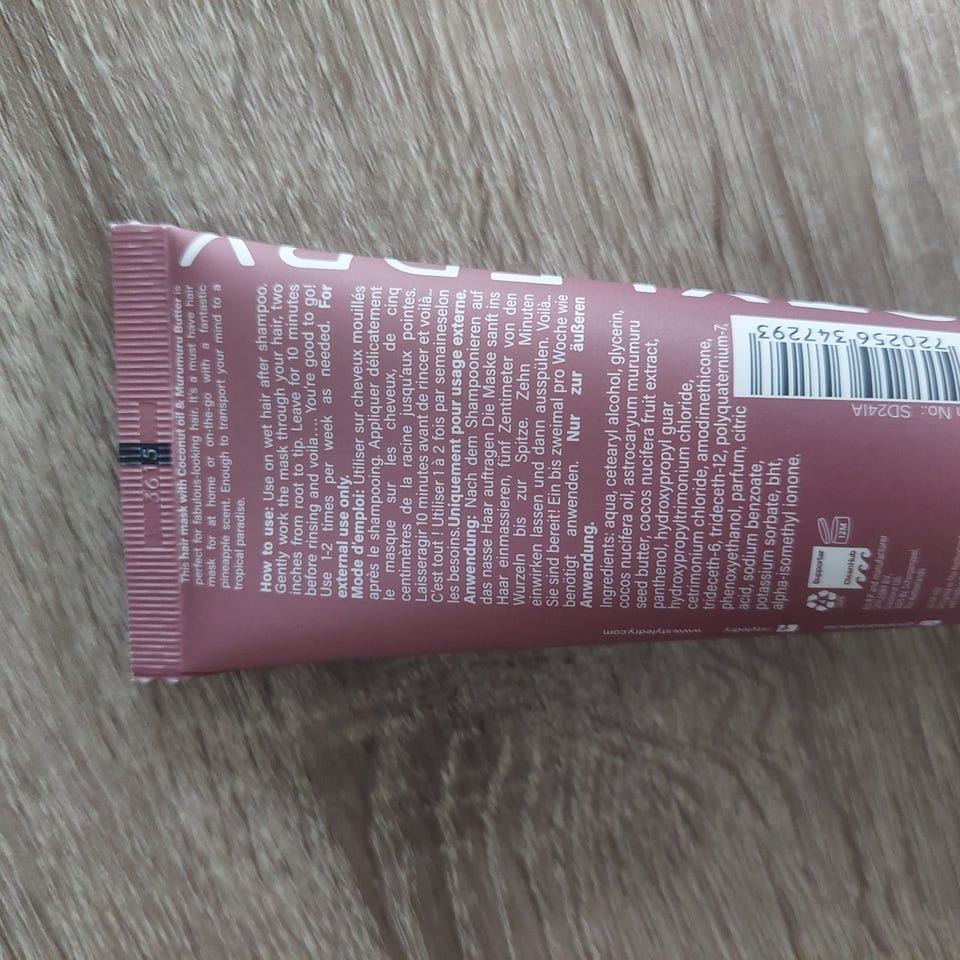 This hair mask with Coconut oil & Murumuru Butter is
perfect for fabulous-looking hair. It's a must have hair
mask for at home or on-the-go with a fantastic
pineapple scent. Enough to transport your mind to a
tropical paradise.
How to use: Use on wet hair after shampoo,
Gently work the mask through your hair, two
inches from root to tip. Leave for 10 minutes
before rinsing and voila.... You're good to go!
Use 1-2 times per week as needed. For
external use only.
Mode d'emploi: Utiliser sur cheveux mouillés
après le shampooing. Appliquer délicatement
le masque sur les cheveux, de cinq
centimètres de la racine jusqu'aux pointes.
Laisseragir 10 minutes avant de rincer et voilà...
C'est tout ! Utiliser 1 à 2 fois par semaineselon
les besoins.Uniquement pour usage externe.
Anwendung: Nach dem Shampoonieren auf
das nasse Haar auftragen Die Maske sanft ins
Haar einmassieren, fünf Zentimeter von den
Wurzeln bis zur Spitze. Zehn Minuten
einwirken lassen und dann ausspülen. Voilà...
Sie sind bereit! Ein bis zweimal pro Woche wie
benötigt anwenden. Nur zur äußeren
Anwendung.
Ingredients: aqua, cetearyl alcohol, glycerin,
cocos nucifera oil, astrocaryum murumuru
seed butter, cocos nucifera fruit extract,
panthenol, hydroxypropyl guar
hydroxypropyltrimonium chloride,
cetrimonium chloride, amodimethicone,
trideceth-6, trideceth-12, polyquaternium-7,
phenoxyethanol, parfum, citric
acid, sodium benzoate,
potassium sorbate, bht,
alpha-isomethyl ionone.
720256 347293
No.: SD24IA
Supporter
CleanHub
12M
www.styledry.com
/styledry